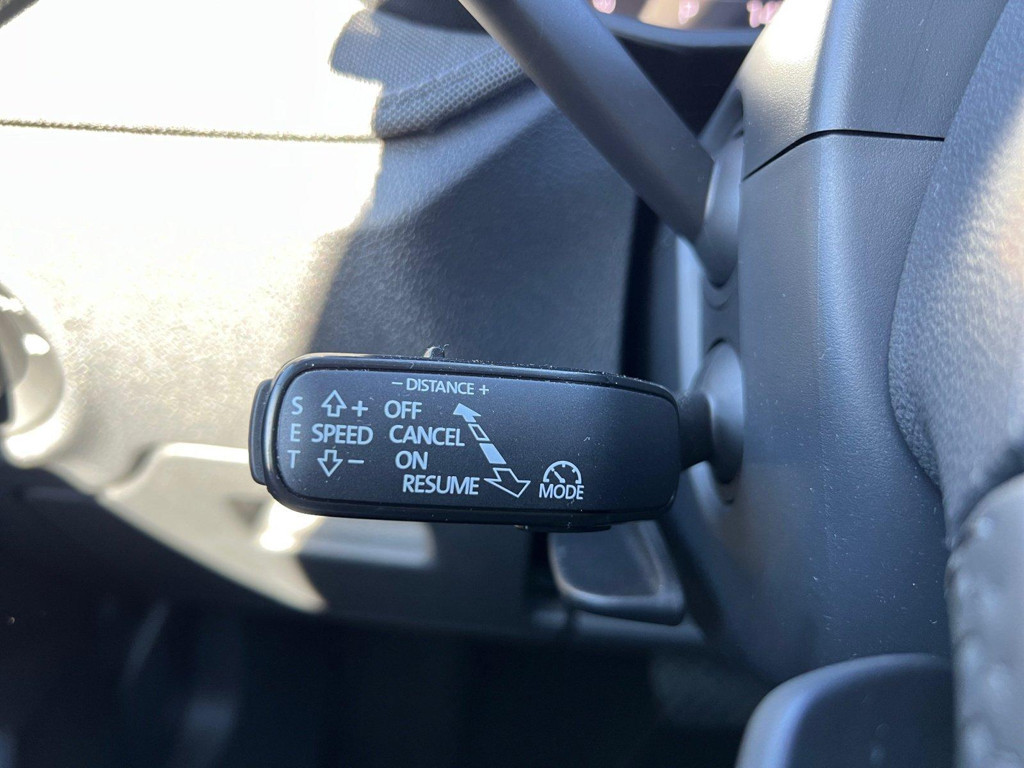 − DISTANCE +
S + OFF
E SPEED CANCEL
T − ON
RESUME MODE